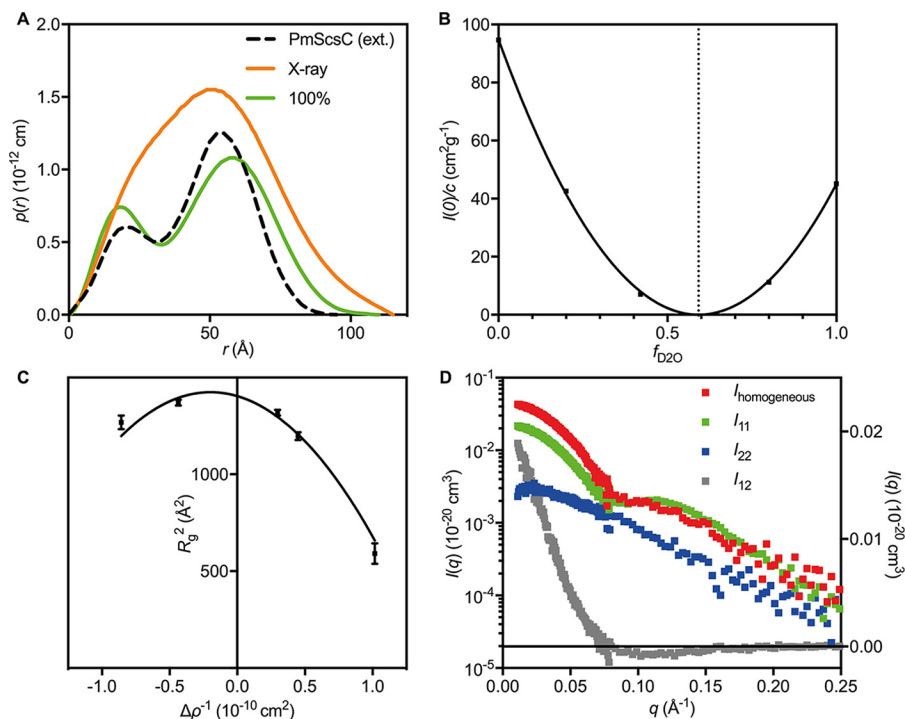 A
p(r) (10⁻¹² cm)
2.0
1.5
1.0
0.5
0.0
PmScsC (ext.)
X-ray
100%
0 50 100
r (Å)
B
I(0)/c (cm²g⁻¹)
100
80
60
40
20
0
0.0 0.5 1.0
f_D2O
C
R_g² (Å²)
1000
500
-1.0 -0.5 0.0 0.5 1.0
Δρ⁻¹ (10⁻¹⁰ cm²)
D
I(q) (10⁻²⁰ cm³)
10⁻¹
10⁻²
10⁻³
10⁻⁴
10⁻⁵
I_homogeneous
I₁₁
I₂₂
I₁₂
0.02
0.01
0.00
I(q) (10⁻²⁰ cm³)
0.00 0.05 0.10 0.15 0.20 0.25
q (Å⁻¹)